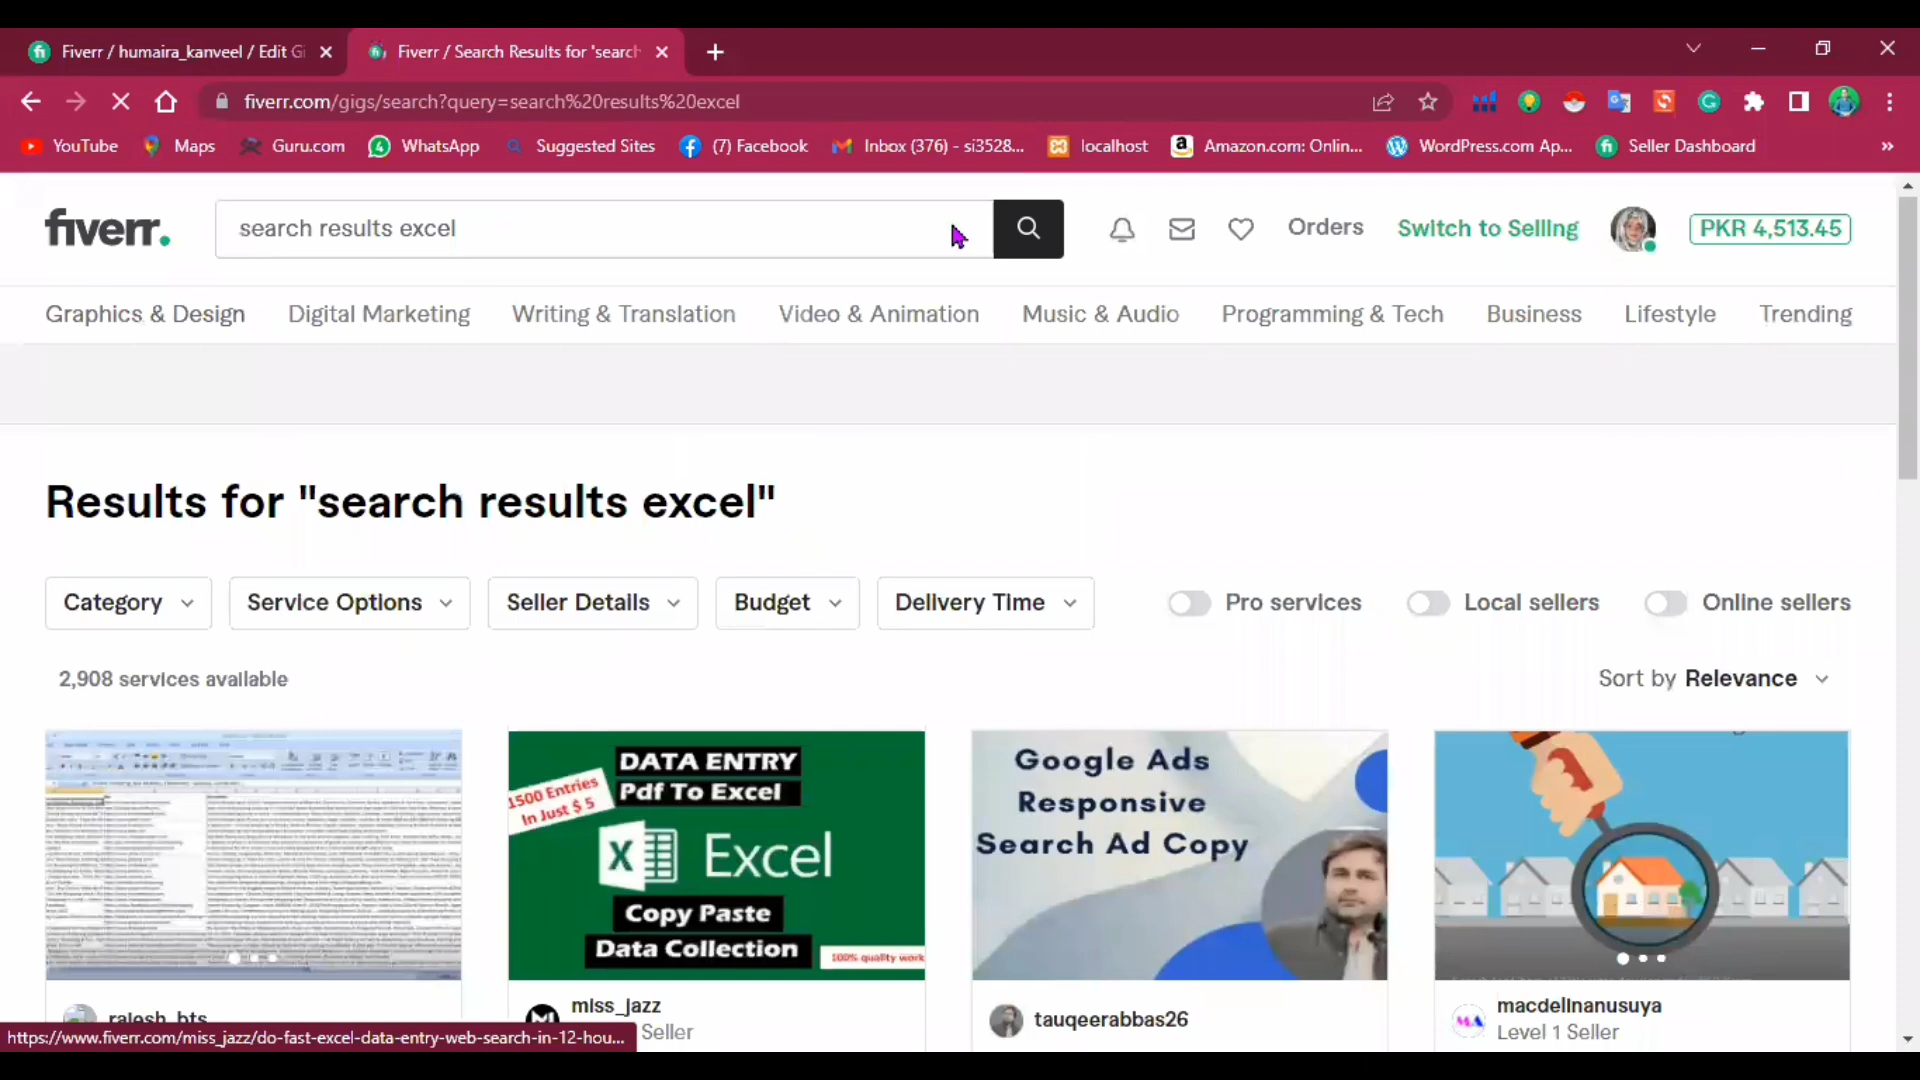 Fiverr / humaira_kanveel / Edit Gi
Fiverr / Search Results for 'search
fiverr.com/gigs/search?query=search%20results%20excel
YouTube
Maps
Guru.com
WhatsApp
Suggested Sites
(7) Facebook
Inbox (376) - si3528...
localhost
Amazon.com: Onlin...
WordPress.com Ap...
Seller Dashboard
»
fiverr.
search results excel
Orders
Switch to Selling
PKR 4,513.45
Graphics & Design
Digital Marketing
Writing & Translation
Video & Animation
Music & Audio
Programming & Tech
Business
Lifestyle
Trending
Results for "search results excel"
Category
Service Options
Seller Details
Budget
Delivery Time
Pro services
Local sellers
Online sellers
2,908 services available
Sort by Relevance
DATA ENTRY
Pdf To Excel
1500 Entries
In Just $ 5
Excel
Copy Paste
Data Collection
100% quality work
Google Ads
Responsive
Search Ad Copy
rajesh_bts
miss_jazz
Seller
tauqeerabbas26
macdelinanusuya
Level 1 Seller
https://www.fiverr.com/miss_jazz/do-fast-excel-data-entry-web-search-in-12-hou...